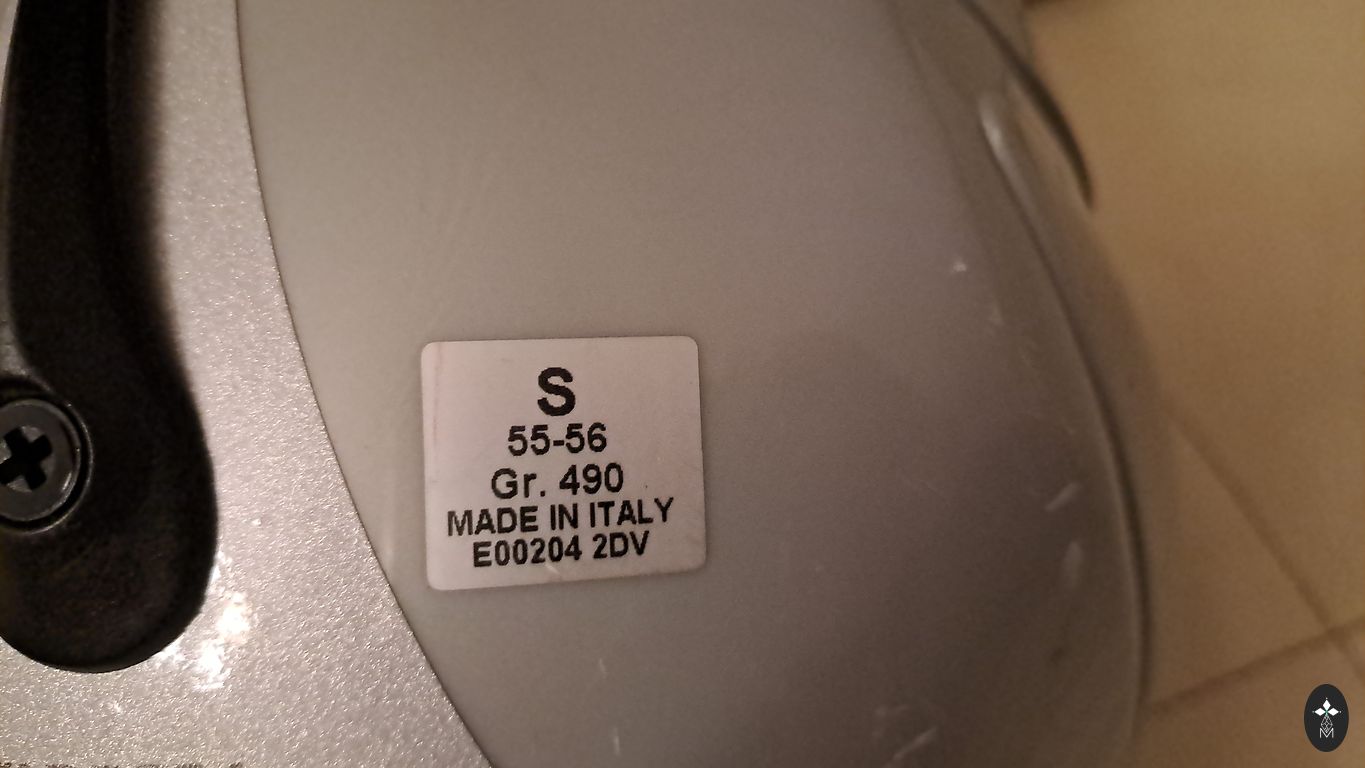 S
55-56
Gr. 490
MADE IN ITALY
E00204 2DV